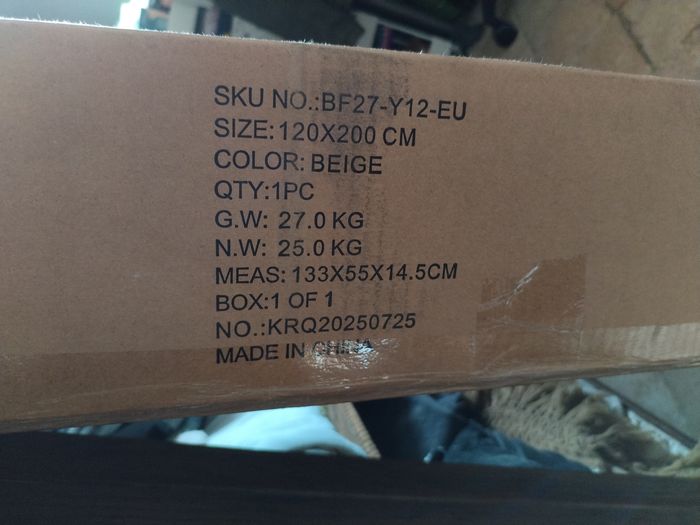 SKU NO.:BF27-Y12-EU
SIZE:120X200 CM
COLOR: BEIGE
QTY:1PC
G.W: 27.0 KG
N.W: 25.0 KG
MEAS:133X55X14.5CM
BOX:1 OF 1
NO.:KRQ20250725
MADE IN CHINA